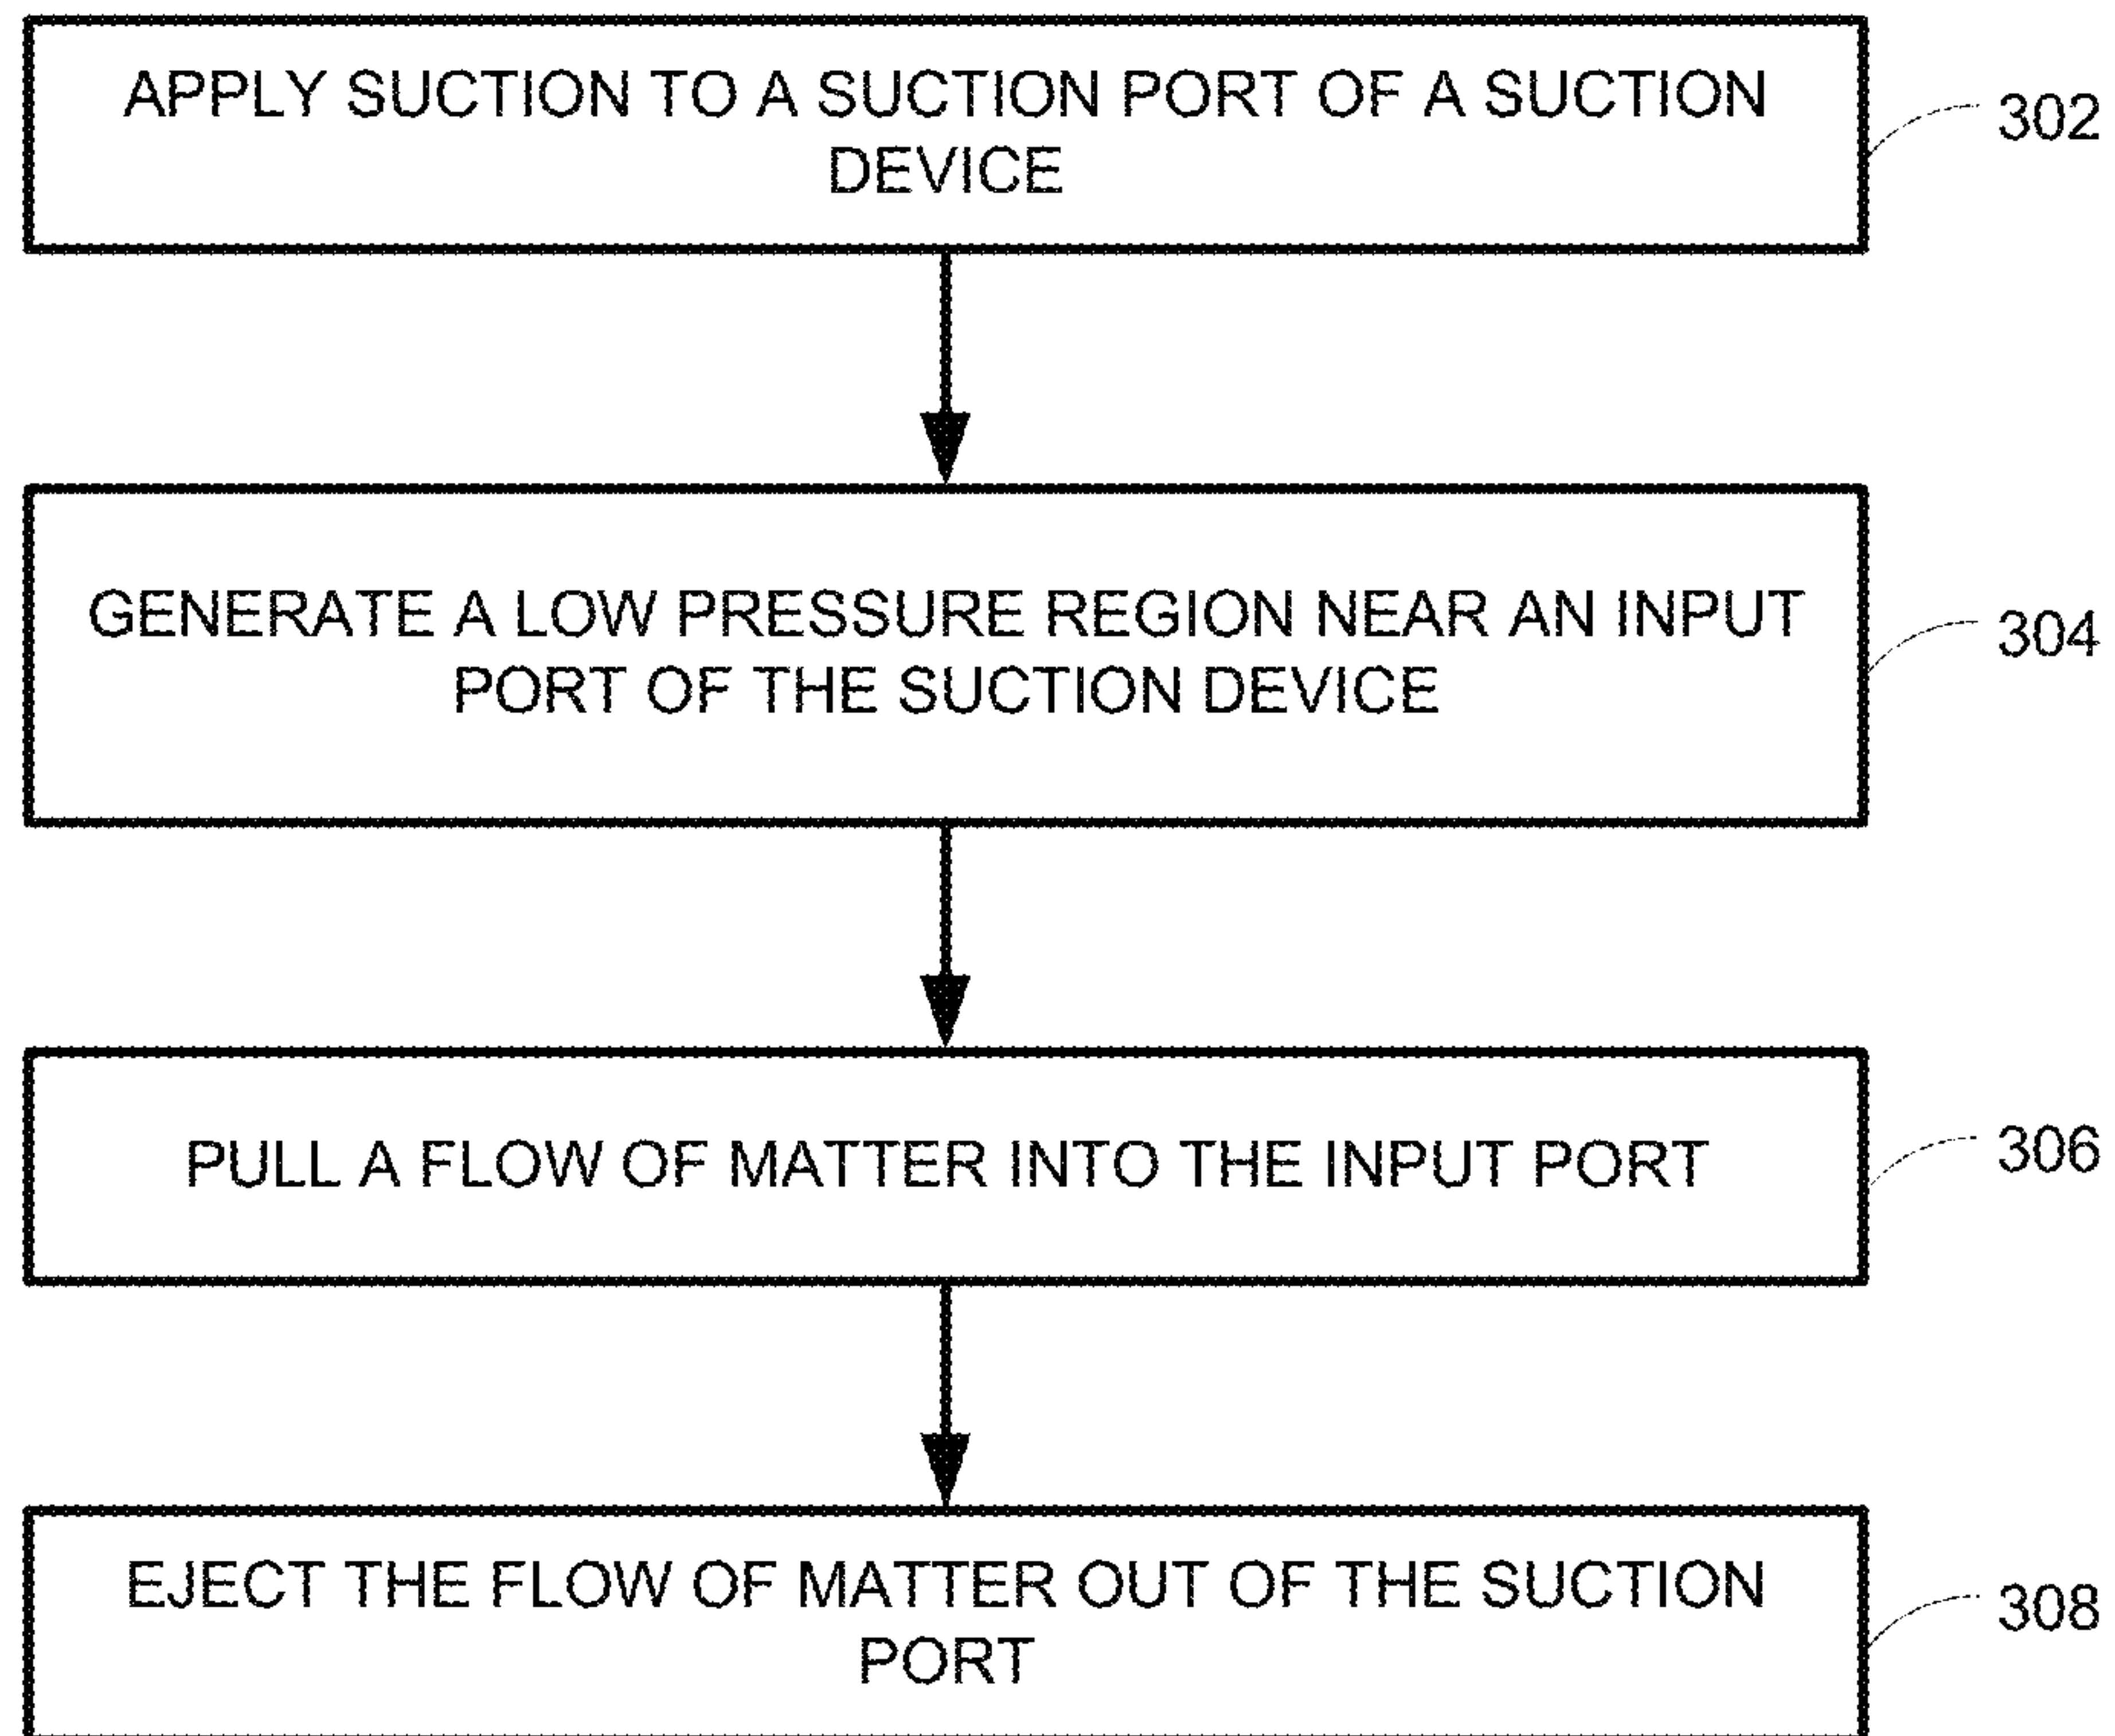 APPLY SUCTION TO A SUCTION PORT OF A SUCTION
DEVICE
302
GENERATE A LOW PRESSURE REGION NEAR AN INPUT
PORT OF THE SUCTION DEVICE
304
PULL A FLOW OF MATTER INTO THE INPUT PORT
306
EJECT THE FLOW OF MATTER OUT OF THE SUCTION
PORT
308